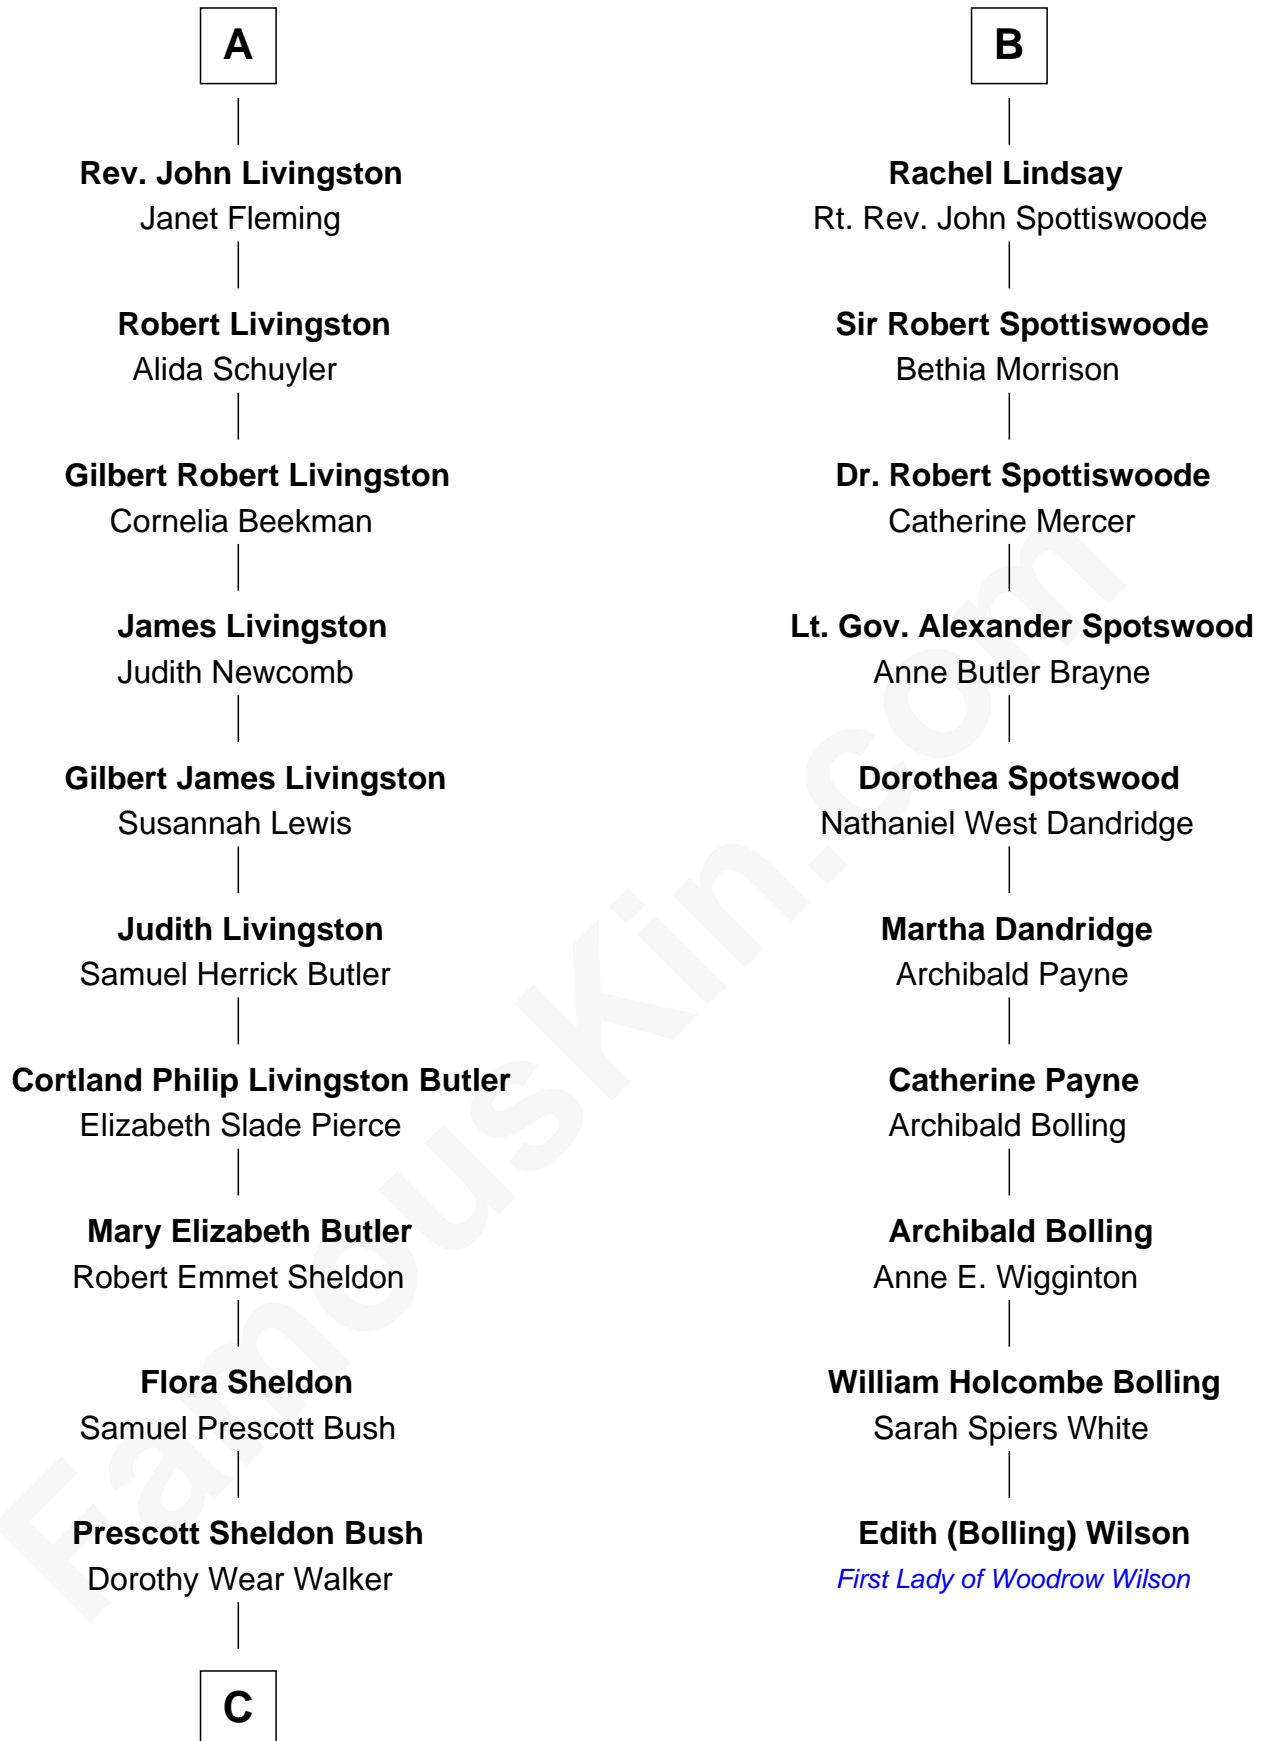 A
Rev. John Livingston
Janet Fleming
Robert Livingston
Alida Schuyler
Gilbert Robert Livingston
Cornelia Beekman
James Livingston
Judith Newcomb
Gilbert James Livingston
Susannah Lewis
Judith Livingston
Samuel Herrick Butler
Cortland Philip Livingston Butler
Elizabeth Slade Pierce
Mary Elizabeth Butler
Robert Emmet Sheldon
Flora Sheldon
Samuel Prescott Bush
Prescott Sheldon Bush
Dorothy Wear Walker
C
B
Rachel Lindsay
Rt. Rev. John Spottiswoode
Sir Robert Spottiswoode
Bethia Morrison
Dr. Robert Spottiswoode
Catherine Mercer
Lt. Gov. Alexander Spotswood
Anne Butler Brayne
Dorothea Spotswood
Nathaniel West Dandridge
Martha Dandridge
Archibald Payne
Catherine Payne
Archibald Bolling
Archibald Bolling
Anne E. Wigginton
William Holcombe Bolling
Sarah Spiers White
Edith (Bolling) Wilson
First Lady of Woodrow Wilson
FamousKin.com